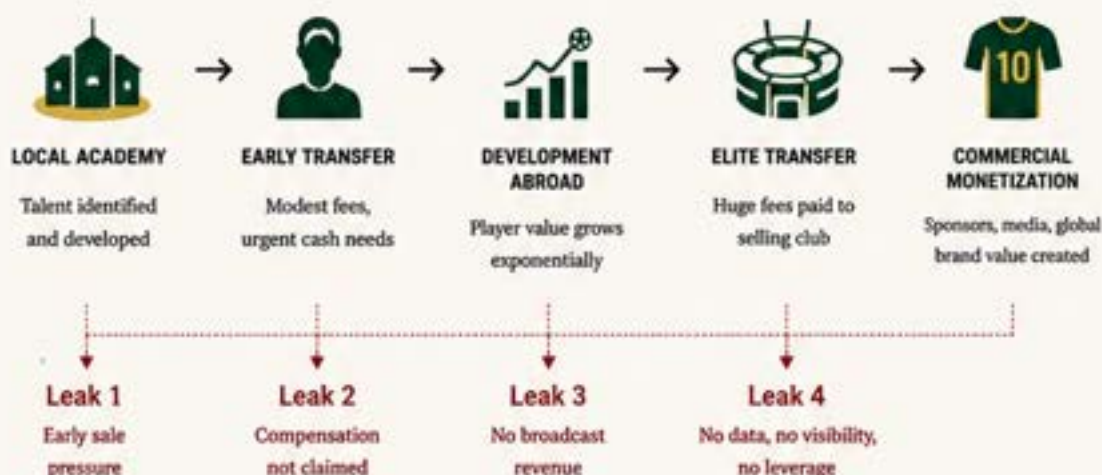 10
LOCAL ACADEMY
Talent identified
and developed
EARLY TRANSFER
Modest fees,
urgent cash needs
DEVELOPMENT
ABROAD
Player value grows
exponentially
ELITE TRANSFER
Huge fees paid to
selling club
COMMERCIAL
MONETIZATION
Sponsors, media, global
brand value created
Leak 1
Early sale
pressure
Leak 2
Compensation
not claimed
Leak 3
No broadcast
revenue
Leak 4
No data, no visibility,
no leverage